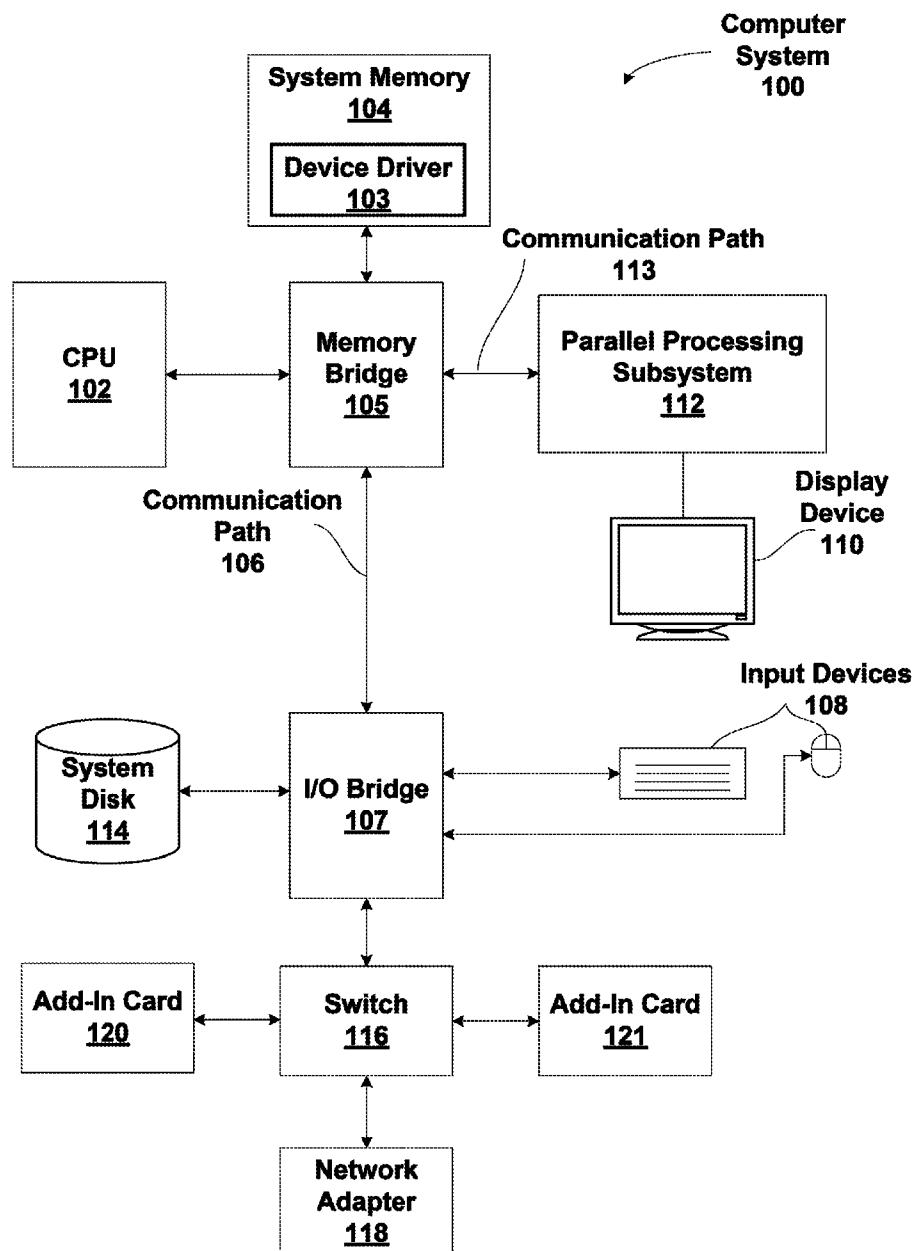 Computer
System
100
System Memory
104
Device Driver
103
Communication Path
113
CPU
102
Memory
Bridge
105
Parallel Processing
Subsystem
112
Communication
Path
106
Display
Device
110
Input Devices
108
System
Disk
114
I/O Bridge
107
Add-In Card
120
Switch
116
Add-In Card
121
Network
Adapter
118